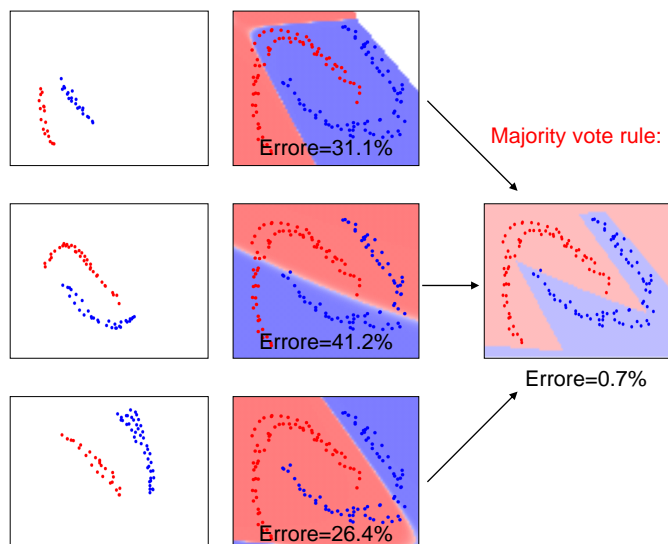 Errore=31.1%
Majority vote rule:
Errore=41.2%
Errore=0.7%
Errore=26.4%